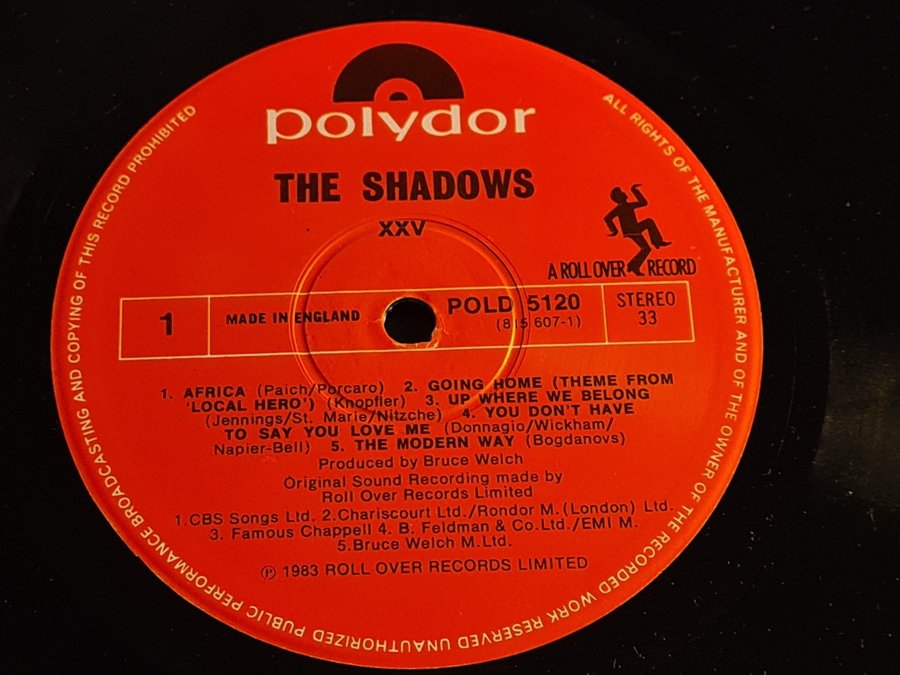 polydor
THE SHADOWS
XXV
A ROLL OVER RECORD
1
MADE IN ENGLAND
POLD 5120
(815 607-1)
STEREO
33
1. AFRICA (Paich/Porcaro) 2. GOING HOME (THEME FROM
'LOCAL HERO') (Knopfler) 3. UP WHERE WE BELONG
(Jennings/St. Marie/Nitzche) 4. YOU DON'T HAVE
TO SAY YOU LOVE ME (Donnagio/Wickham/
Napier-Bell) 5. THE MODERN WAY (Bogdanovs)
Produced by Bruce Welch
Original Sound Recording made by
Roll Over Records Limited
1.CBS Songs Ltd. 2.Chariscourt Ltd./Rondor M.(London) Ltd.
3. Famous Chappell 4. B. Feldman & Co.Ltd./EMI M.
5.Bruce Welch M.Ltd.
℗ 1983 ROLL OVER RECORDS LIMITED
ALL RIGHTS OF THE MANUFACTURER AND OF THE OWNER OF THE RECORDED WORK RESERVED UNAUTHORIZED PUBLIC PERFORMANCE BROADCASTING AND COPYING OF THIS RECORD PROHIBITED